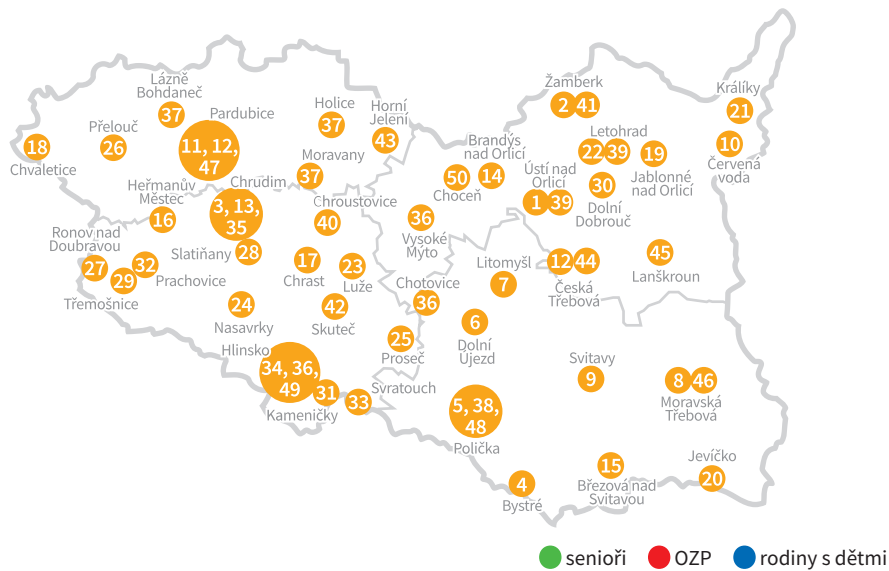 Lázně
Bohdaneč
37
Pardubice
11, 12,
47
Přelouč
26
18
Chvaletice
Holice
37
Horní
Jelení
43
Moravany
37
Heřmanův
Městec
16
Chrudim
3, 13,
35
Chroustovice
40
Ronov nad
Doubravou
27
29
32
Prachovice
Třemošnice
Slatiňany
28
17
Chrast
23
Luže
24
Nasavrky
42
Skuteč
Hlinsko
34, 36,
49
31
Kameničky
33
Svratouch
25
Proseč
Chotovice
36
36
Vysoké
Mýto
50
Choceň
Brandýs
nad Orlicí
14
Žamberk
2 41
Letohrad
22 39
19
Jablonné
nad Orlicí
Králíky
21
10
Červená
voda
Ústí nad
Orlicí
1 39
30
Dolní
Dobrouč
12 44
Česká
Třebová
45
Lanškroun
Litomyšl
7
6
Dolní
Újezd
Svitavy
9
8 46
Moravská
Třebová
5, 38,
48
Polička
4
Bystré
15
Březová nad
Svitavou
Jevíčko
20
senioři OZP rodiny s dětmi